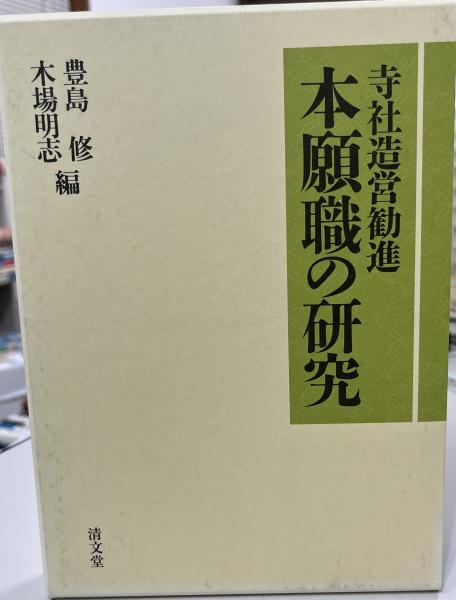 寺社造営勧進
本願職の研究
豊島 修
木場明志 編
清文堂